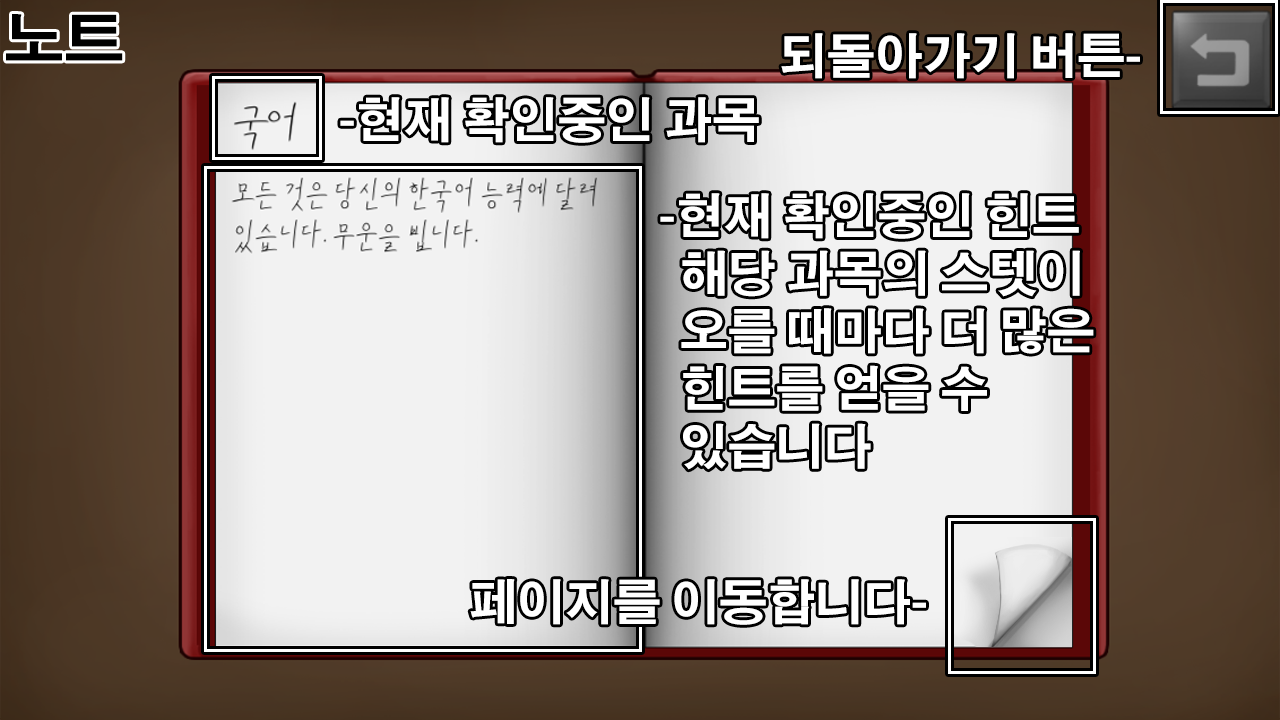 노트
되돌아가기 버튼-
국어
-현재 확인중인 과목
모든 것은 당신의 한국어 능력에 달려
있습니다. 무운을 빕니다.
-현재 확인중인 힌트
해당 과목의 스텟이
오를 때마다 더 많은
힌트를 얻을 수
있습니다
페이지를 이동합니다-